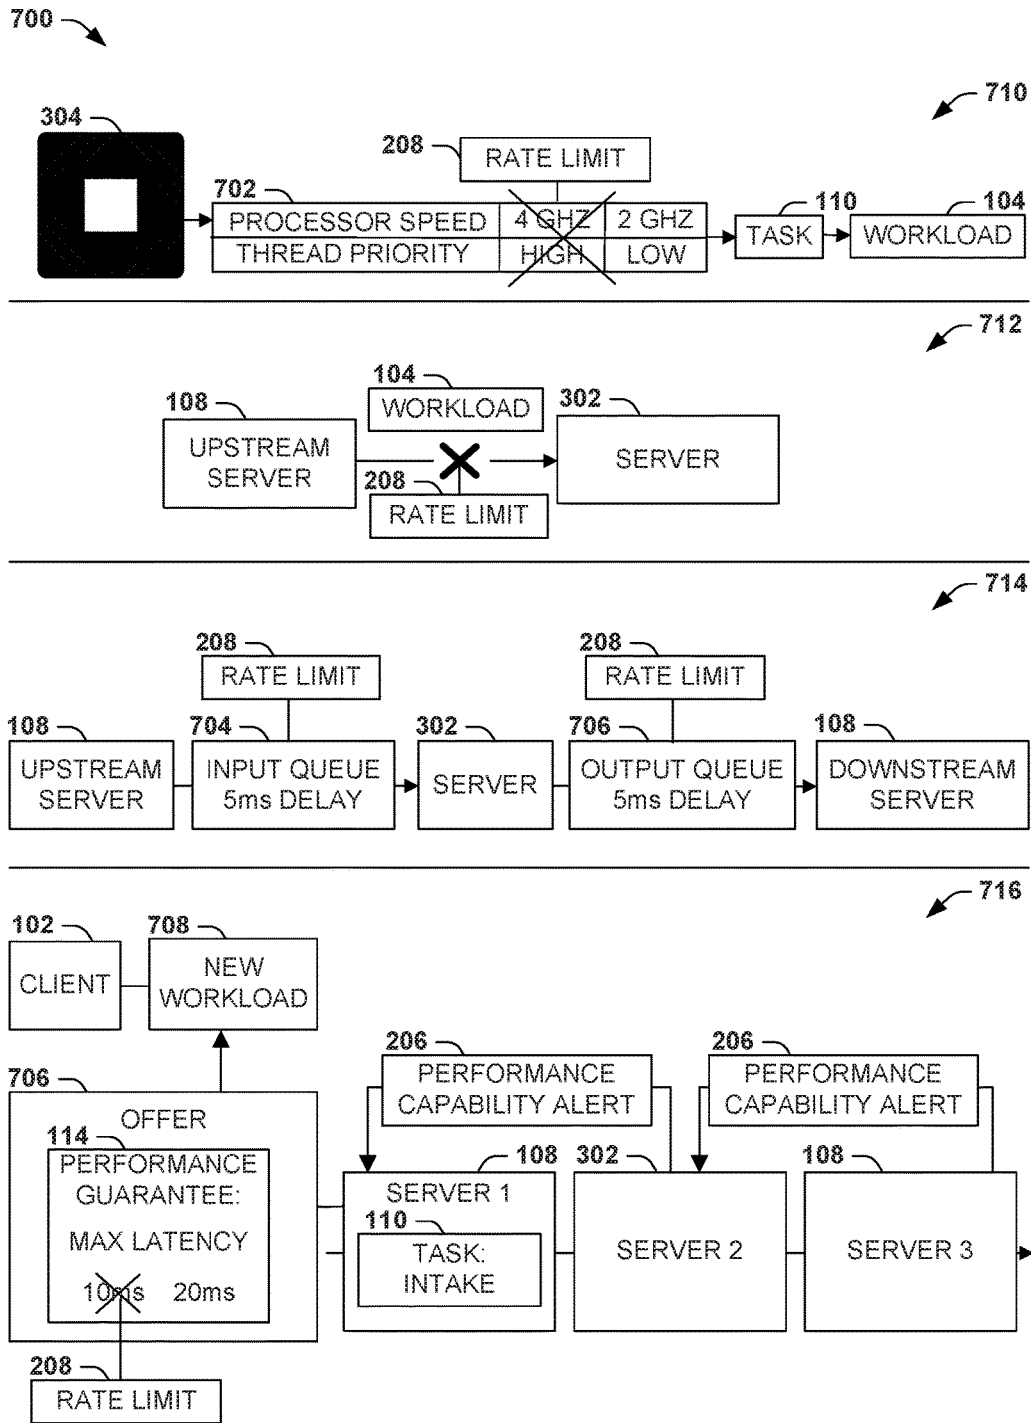 700
710
304
208
RATE LIMIT
702
PROCESSOR SPEED 4 GHZ 2 GHZ
THREAD PRIORITY HIGH LOW
110
TASK
104
WORKLOAD
712
104
WORKLOAD
108
UPSTREAM
SERVER
302
SERVER
208
RATE LIMIT
714
208
RATE LIMIT
208
RATE LIMIT
108
UPSTREAM
SERVER
704
INPUT QUEUE
5ms DELAY
302
SERVER
706
OUTPUT QUEUE
5ms DELAY
108
DOWNSTREAM
SERVER
716
102
CLIENT
708
NEW
WORKLOAD
706
OFFER
114
PERFORMANCE
GUARANTEE:
MAX LATENCY
10ms 20ms
208
RATE LIMIT
206
PERFORMANCE
CAPABILITY ALERT
206
PERFORMANCE
CAPABILITY ALERT
108
SERVER 1
110
TASK:
INTAKE
302
SERVER 2
108
SERVER 3